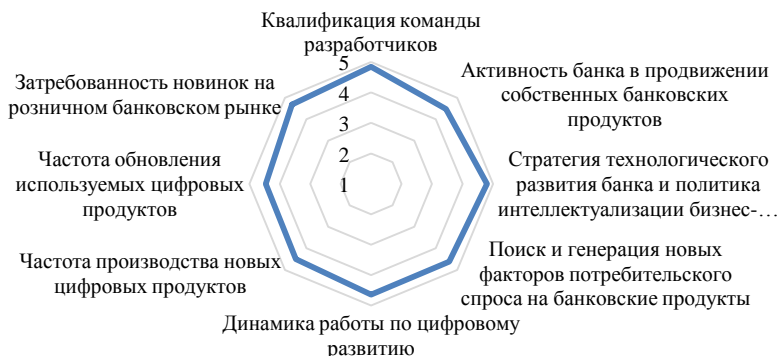 Квалификация команды
разработчиков
Активность банка в продвижении
собственных банковских
продуктов
Стратегия технологического
развития банка и политика
интеллектуализации бизнес-…
Поиск и генерация новых
факторов потребительского
спроса на банковские продукты
Динамика работы по цифровому
развитию
Частота производства новых
цифровых продуктов
Частота обновления
используемых цифровых
продуктов
Затребованность новинок на
розничном банковском рынке
5
4
3
2
1